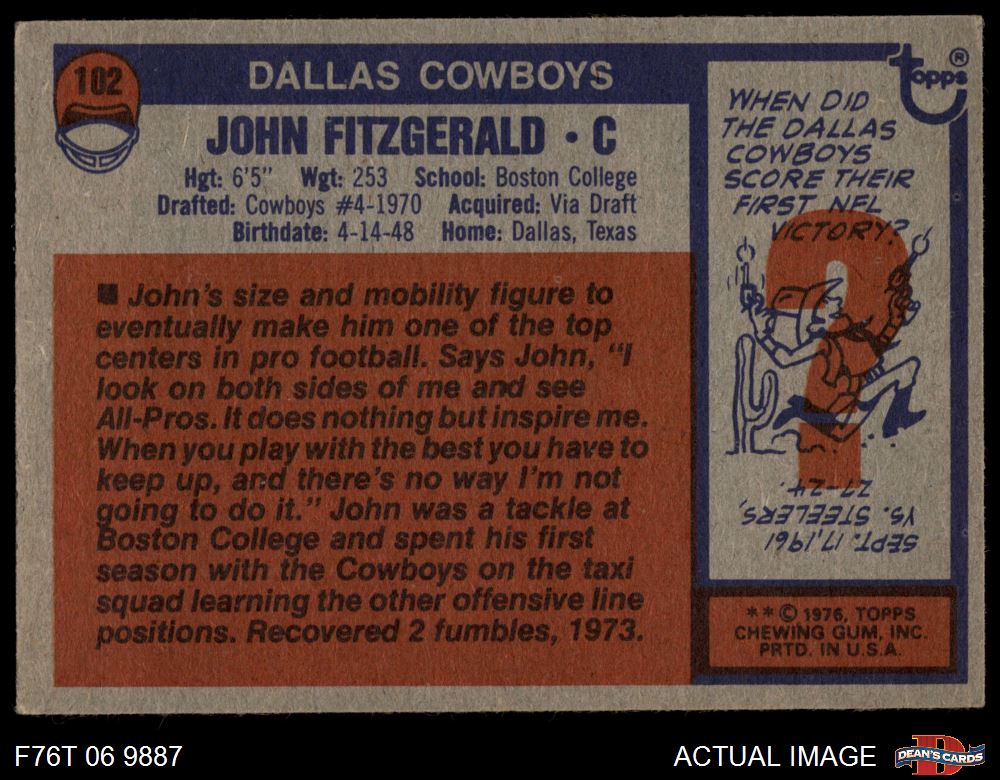 102
DALLAS COWBOYS
JOHN FITZGERALD • C
Hgt: 6'5" Wgt: 253 School: Boston College
Drafted: Cowboys #4-1970 Acquired: Via Draft
Birthdate: 4-14-48 Home: Dallas, Texas
■ John's size and mobility figure to
eventually make him one of the top
centers in pro football. Says John, "I
look on both sides of me and see
All-Pros. It does nothing but inspire me.
When you play with the best you have to
keep up, and there's no way I'm not
going to do it." John was a tackle at
Boston College and spent his first
season with the Cowboys on the taxi
squad learning the other offensive line
positions. Recovered 2 fumbles, 1973.
topps®
WHEN DID
THE DALLAS
COWBOYS
SCORE THEIR
FIRST NFL
VICTORY?
?
SEPT. 17, 1961
VS. STEELERS,
27-24.
**© 1976, TOPPS
CHEWING GUM, INC.
PRTD. IN U.S.A.
F76T 06 9887
ACTUAL IMAGE
D
DEAN'S CARDS